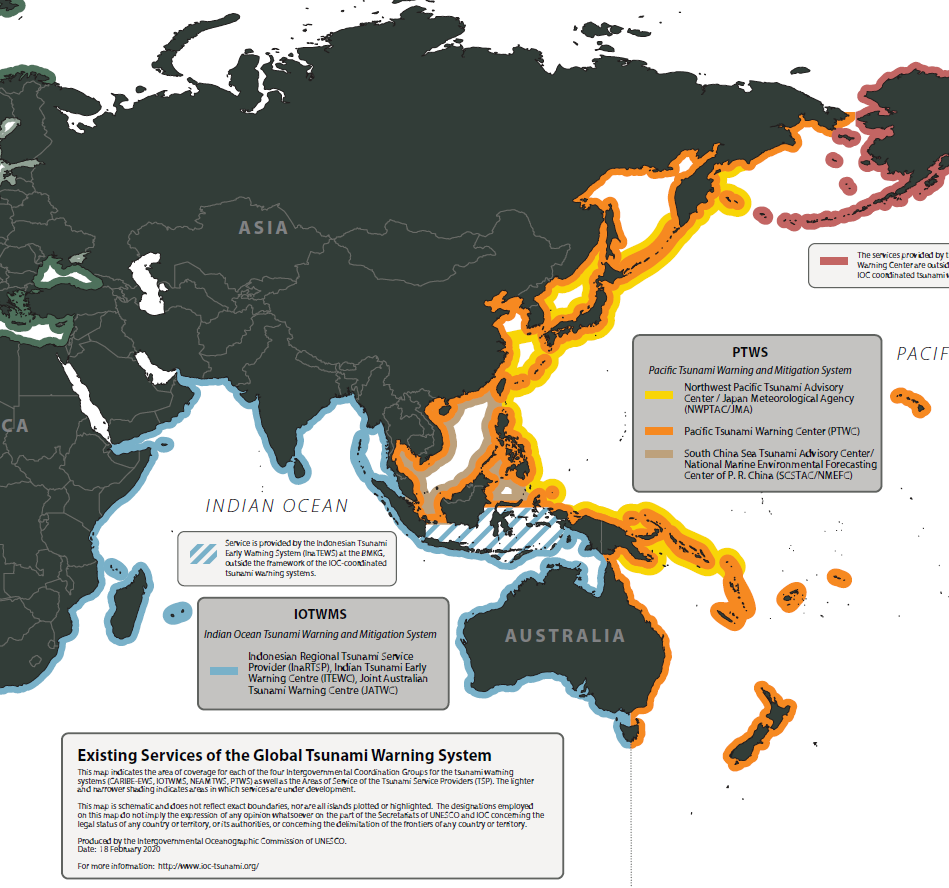 ASIA
The services provided by t
Warning Center are outsid
IOC coordinated tsunami w
PTWS
Pacific Tsunami Warning and Mitigation System
Northwest Pacific Tsunami Advisory
Center / Japan Meteorological Agency
(NWPTAC/JMA)
Pacific Tsunami Warning Center (PTWC)
South China Sea Tsunami Advisory Center/
National Marine Environmental Forecasting
Center of P. R. China (SCSTAC/NMEFC)
PACIF
CA
INDIAN OCEAN
Service is provided by the Indonesian Tsunami
Early Warning System (InaTEWS) at the BMKG,
outside the framework of the IOC-coordinated
tsunami warning systems.
IOTWMS
Indian Ocean Tsunami Warning and Mitigation System
Indonesian Regional Tsunami Service
Provider (InaRTSP), Indian Tsunami Early
Warning Centre (ITEWC), Joint Australian
Tsunami Warning Centre (JATWC)
AUSTRALIA
Existing Services of the Global Tsunami Warning System
This map indicates the area of coverage for each of the four Intergovernmental Coordination Groups for the tsunami warning
systems (CARIBE-EWS, IOTWMS, NEAMTWS, PTWS) as well as the Areas of Service of the Tsunami Service Providers (TSP). The lighter
and narrower shading indicates areas in which services are under development.
This map is schematic and does not reflect exact boundaries, nor are all islands plotted or highlighted. The designations employed
on this map do not imply the expression of any opinion whatsoever on the part of the Secretariats of UNESCO and IOC concerning the
legal status of any country or territory, or its authorities, or concerning the delimitation of the frontiers of any country or territory.
Produced by the Intergovernmental Oceanographic Commission of UNESCO.
Date: 18 February 2020
For more information: http://www.ioc-tsunami.org/